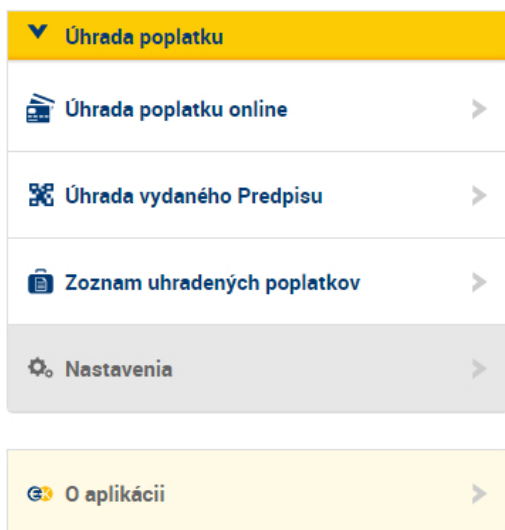 Úhrada poplatku
Úhrada poplatku online
Úhrada vydaného Predpisu
Zoznam uhradených poplatkov
Nastavenia
O aplikácii